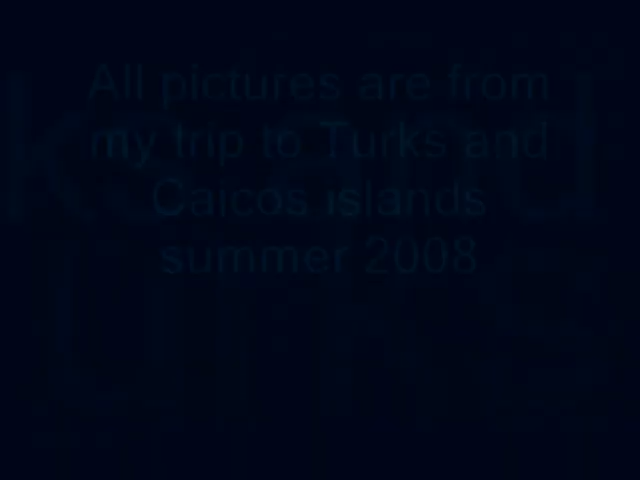 All pictures are from
my trip to Turks and
Caicos islands
summer 2008